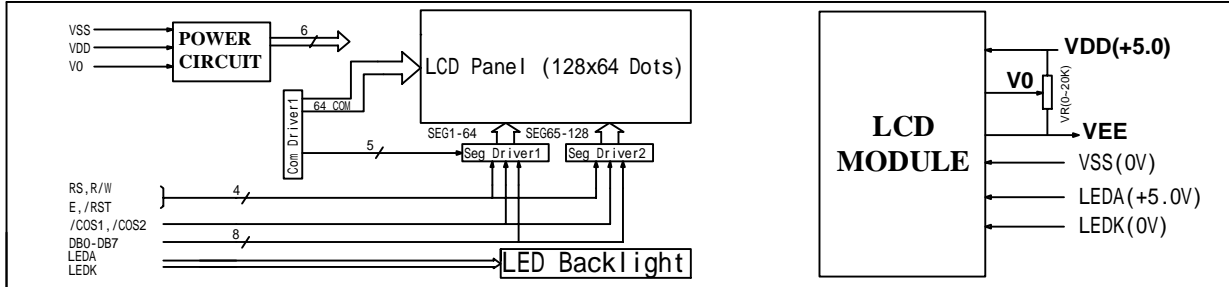 VSS
VDD
V0
POWER
CIRCUIT
6
LCD Panel (128x64 Dots)
Com Driver1
64 COM
SEG1-64
SEG65-128
5
Seg Driver1
Seg Driver2
RS,R/W
E,/RST
4
/COS1,/COS2
DB0-DB7
8
LEDA
LEDK
LED Backlight
LCD
MODULE
VDD(+5.0)
V0
VR(0~20K)
VEE
VSS(0V)
LEDA(+5.0V)
LEDK(0V)